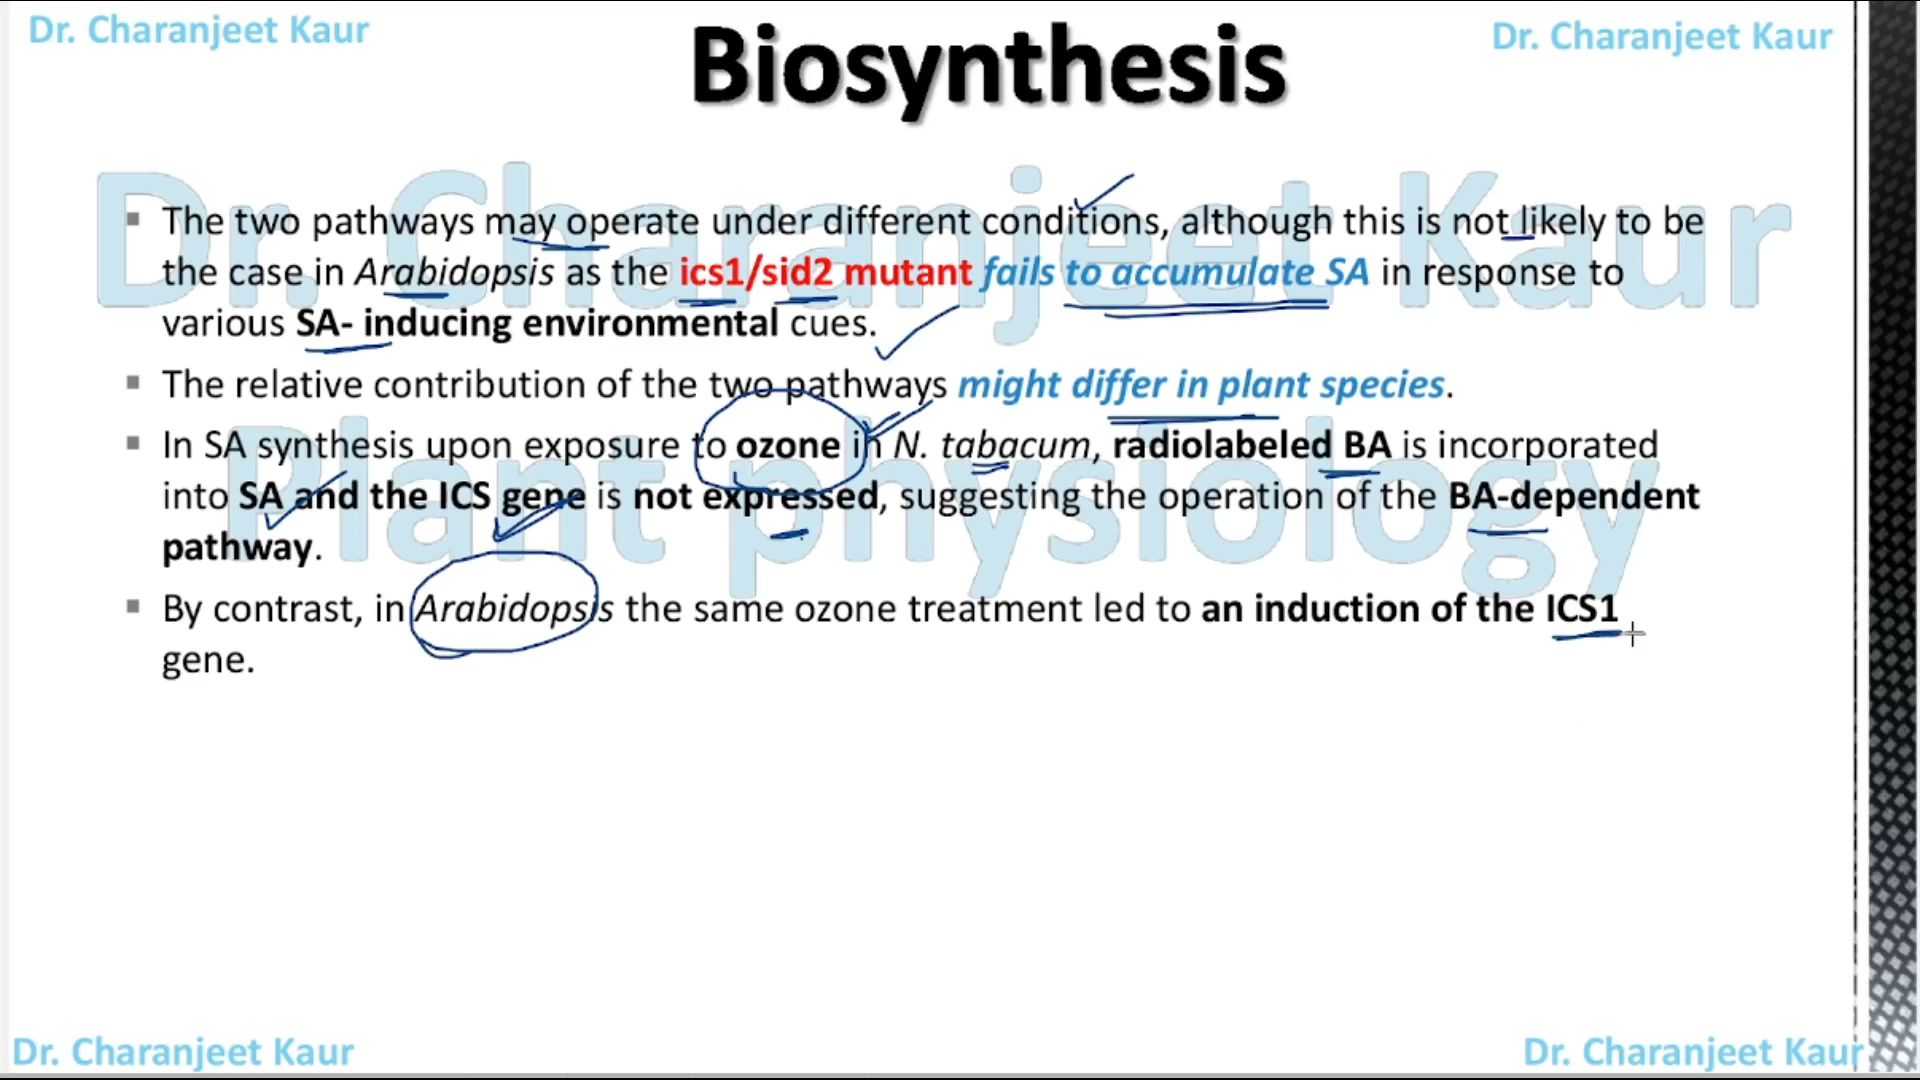 Dr. Charanjeet Kaur
Biosynthesis
Dr. Charanjeet Kaur
Dr. Charanjeet Kaur
Plant physiology
▪ The two pathways may operate under different conditions, although this is not likely to be
the case in Arabidopsis as the ics1/sid2 mutant fails to accumulate SA in response to
various SA- inducing environmental cues.
▪ The relative contribution of the two pathways might differ in plant species.
▪ In SA synthesis upon exposure to ozone in N. tabacum, radiolabeled BA is incorporated
into SA and the ICS gene is not expressed, suggesting the operation of the BA-dependent
pathway.
▪ By contrast, in Arabidopsis the same ozone treatment led to an induction of the ICS1
gene.
Dr. Charanjeet Kaur
Dr. Charanjeet Kaur